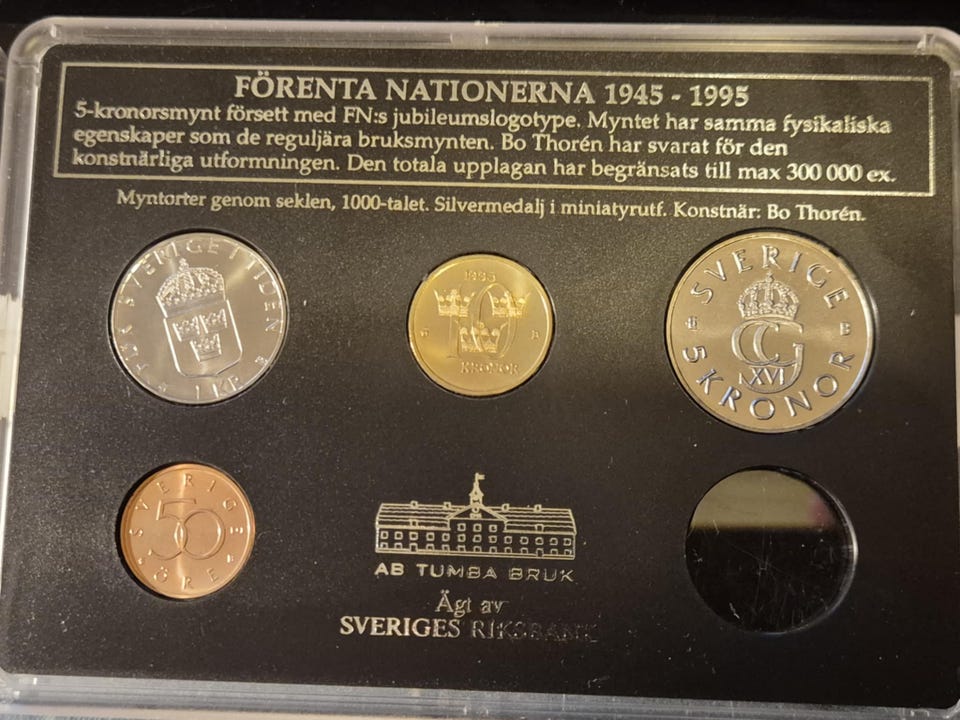 FÖRENTA NATIONERNA 1945 - 1995
5-kronorsmynt försett med FN:s jubileumslogotype. Myntet har samma fysikaliska
egenskaper som de reguljära bruksmynten. Bo Thorén har svarat för den
konstnärliga utformningen. Den totala upplagan har begränsats till max 300 000 ex.
Myntorter genom seklen, 1000-talet. Silvermedalj i miniatyrutf. Konstnär: Bo Thorén.
FÖR SVERIGE I TIDEN
1 KR
1995
10
KRONOR
B
SVERIGE
B
CG
XVI
5 KRONOR
SVERIGE
50
ÖRE
AB TUMBA BRUK
Ägt av
SVERIGES RIKSBANK